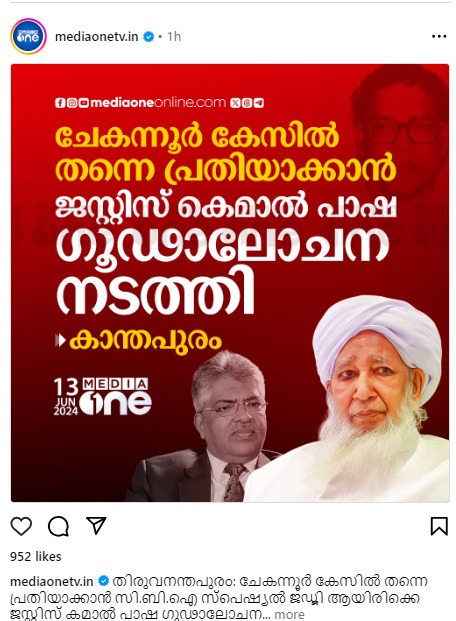 mediaonetv.in • 1h
mediaoneonline.com
ചേകന്നൂർ കേസിൽ
തന്നെ പ്രതിയാക്കാൻ
ജസ്റ്റിസ് കെമാൽ പാഷ
ഗൂഢാലോചന
നടത്തി
കാന്തപുരം
13 JUN 2024
MEDIA one
952 likes
mediaonetv.in തിരുവനന്തപുരം: ചേകന്നൂർ കേസിൽ തന്നെ
പ്രതിയാക്കാൻ സി.ബി.ഐ സ്പെഷ്യൽ ജഡ്ജി ആയിരിക്കെ
ജസ്റ്റിസ് കമാൽ പാഷ ഗൂഢാലോചന... more